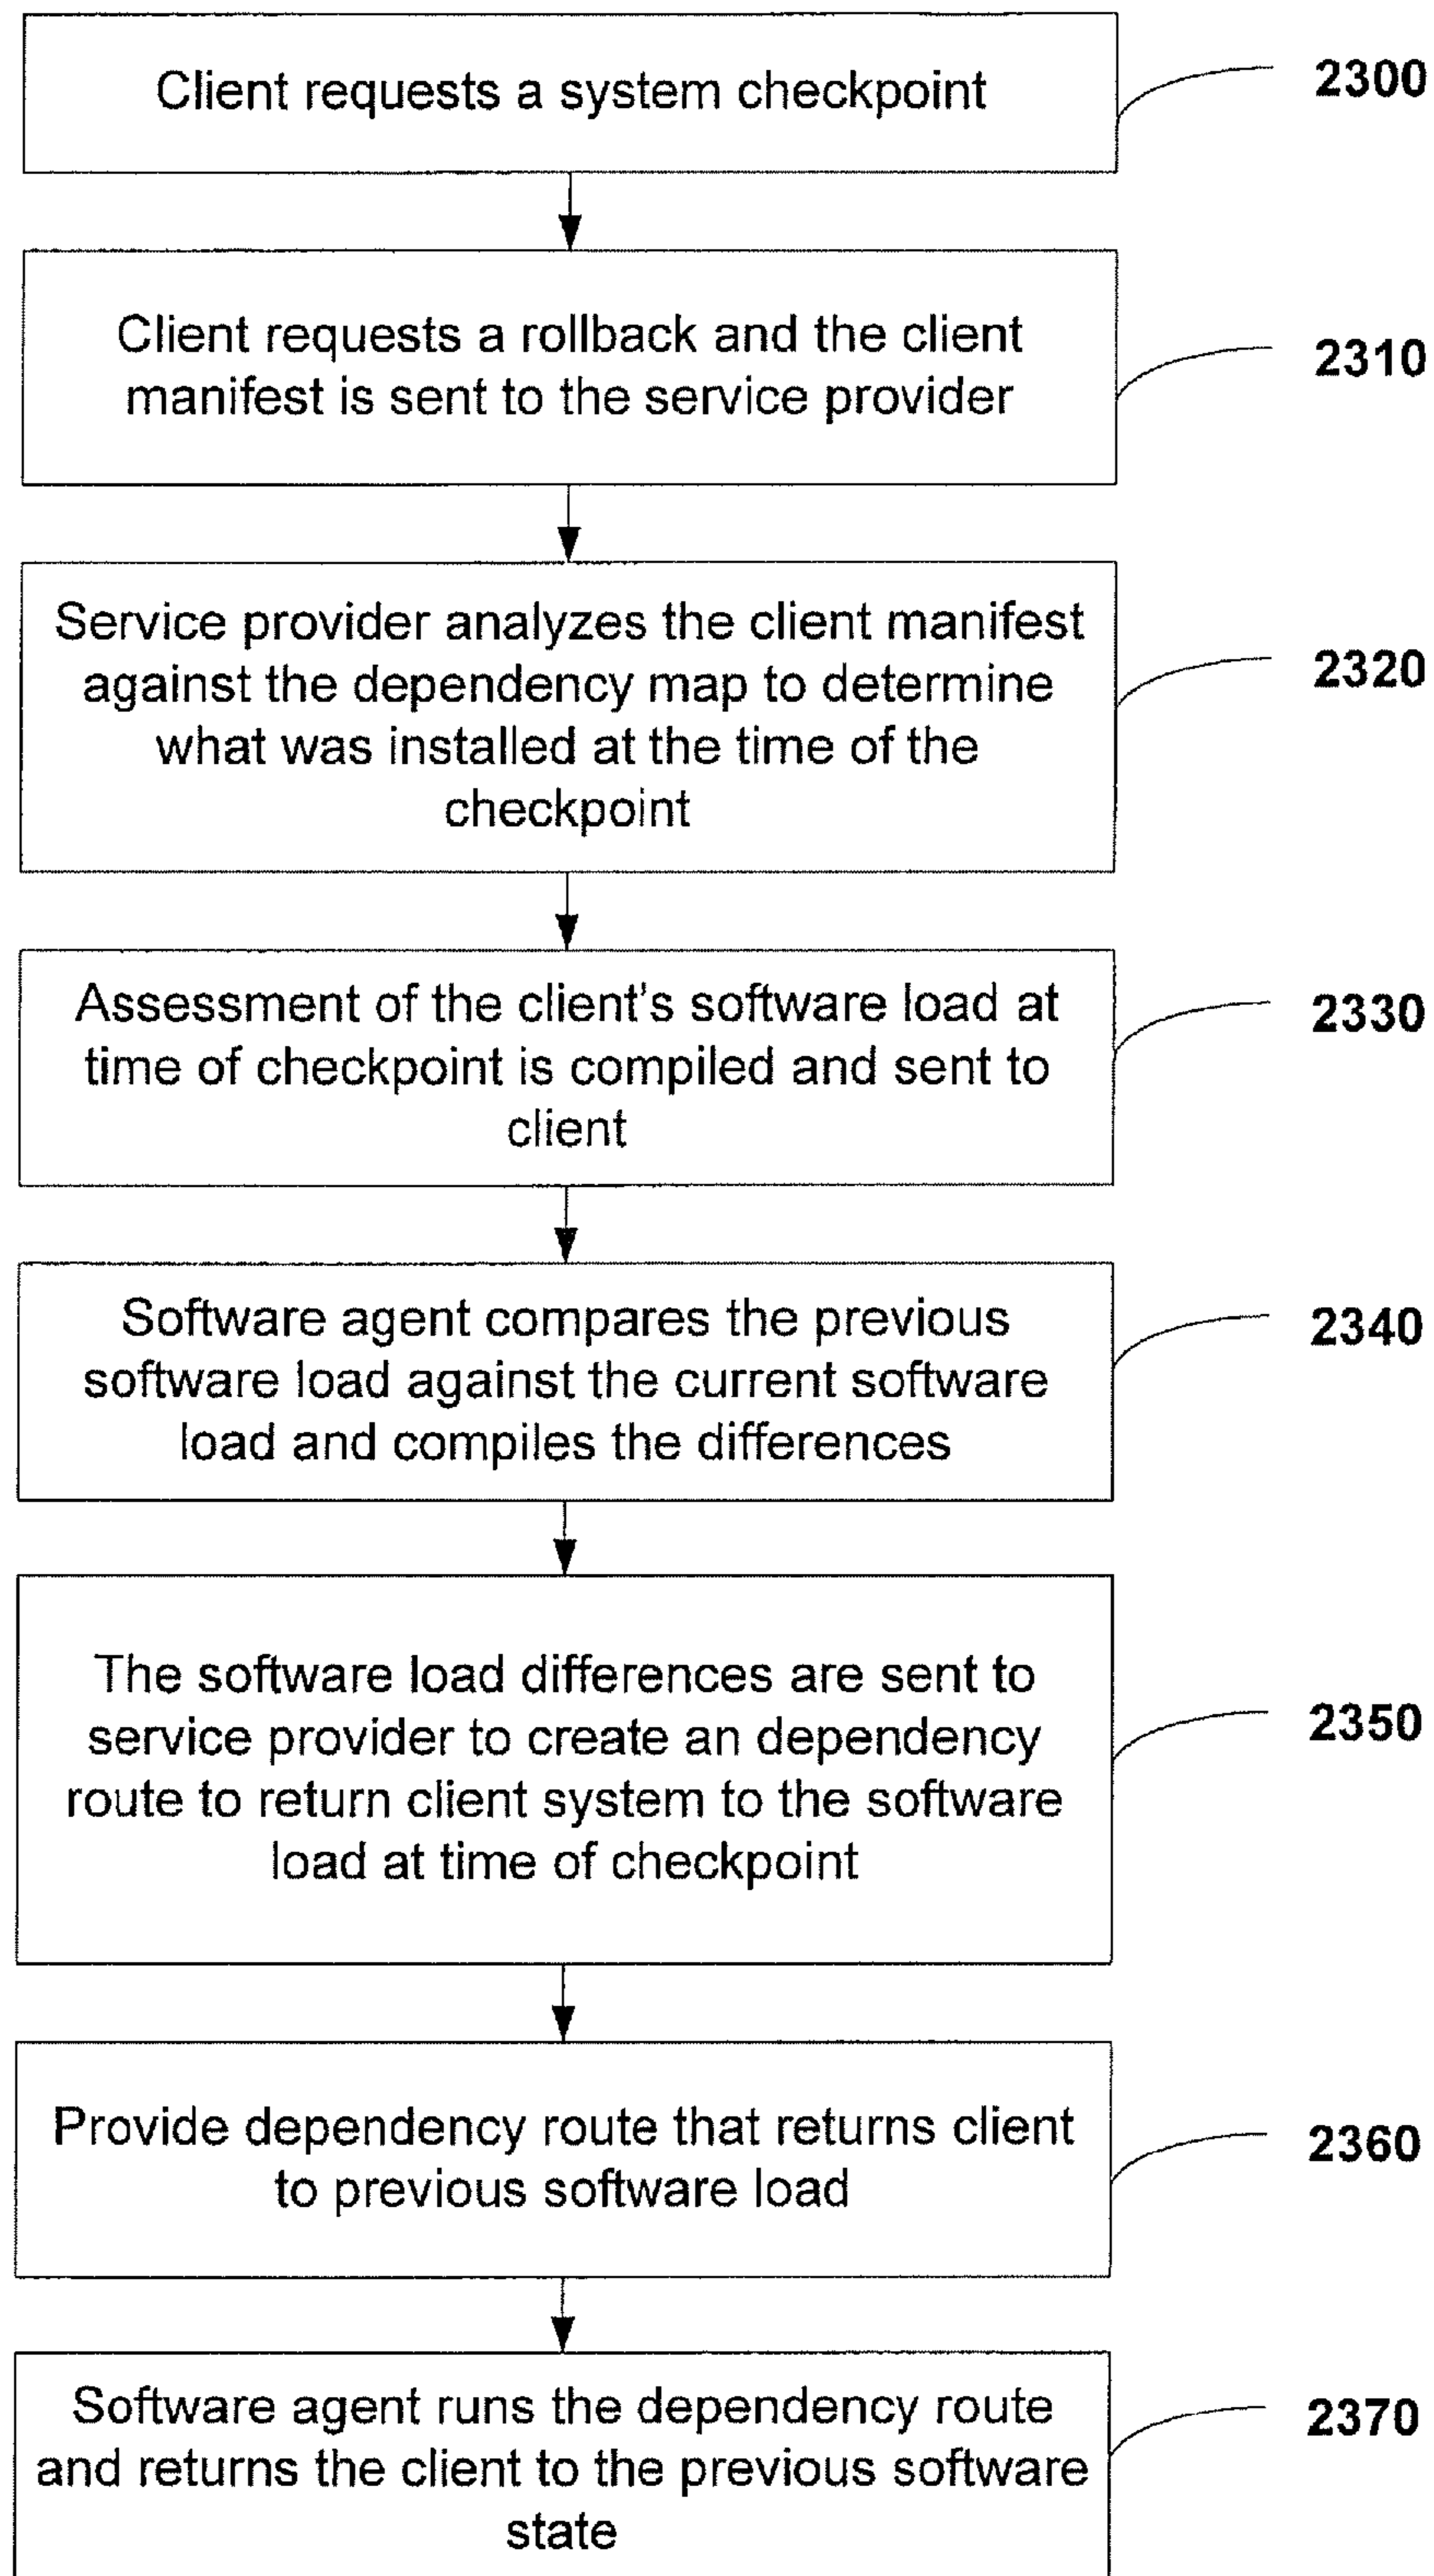 Client requests a system checkpoint
2300
Client requests a rollback and the client
manifest is sent to the service provider
2310
Service provider analyzes the client manifest
against the dependency map to determine
what was installed at the time of the
checkpoint
2320
Assessment of the client's software load at
time of checkpoint is compiled and sent to
client
2330
Software agent compares the previous
software load against the current software
load and compiles the differences
2340
The software load differences are sent to
service provider to create an dependency
route to return client system to the software
load at time of checkpoint
2350
Provide dependency route that returns client
to previous software load
2360
Software agent runs the dependency route
and returns the client to the previous software
state
2370